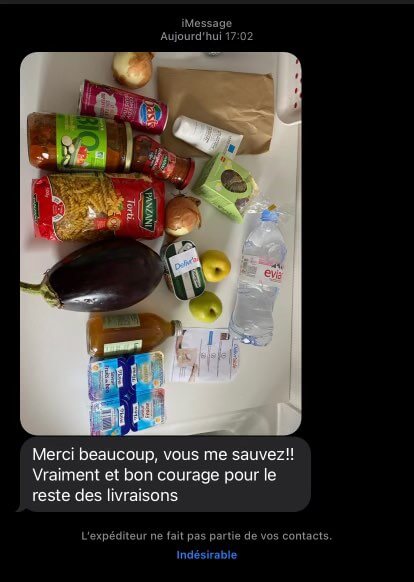 iMessage
Aujourd'hui 17:02
BIO
PANZANI
Torti
evian
Merci beaucoup, vous me sauvez!!
Vraiment et bon courage pour le
reste des livraisons
L'expéditeur ne fait pas partie de vos contacts.
Indésirable